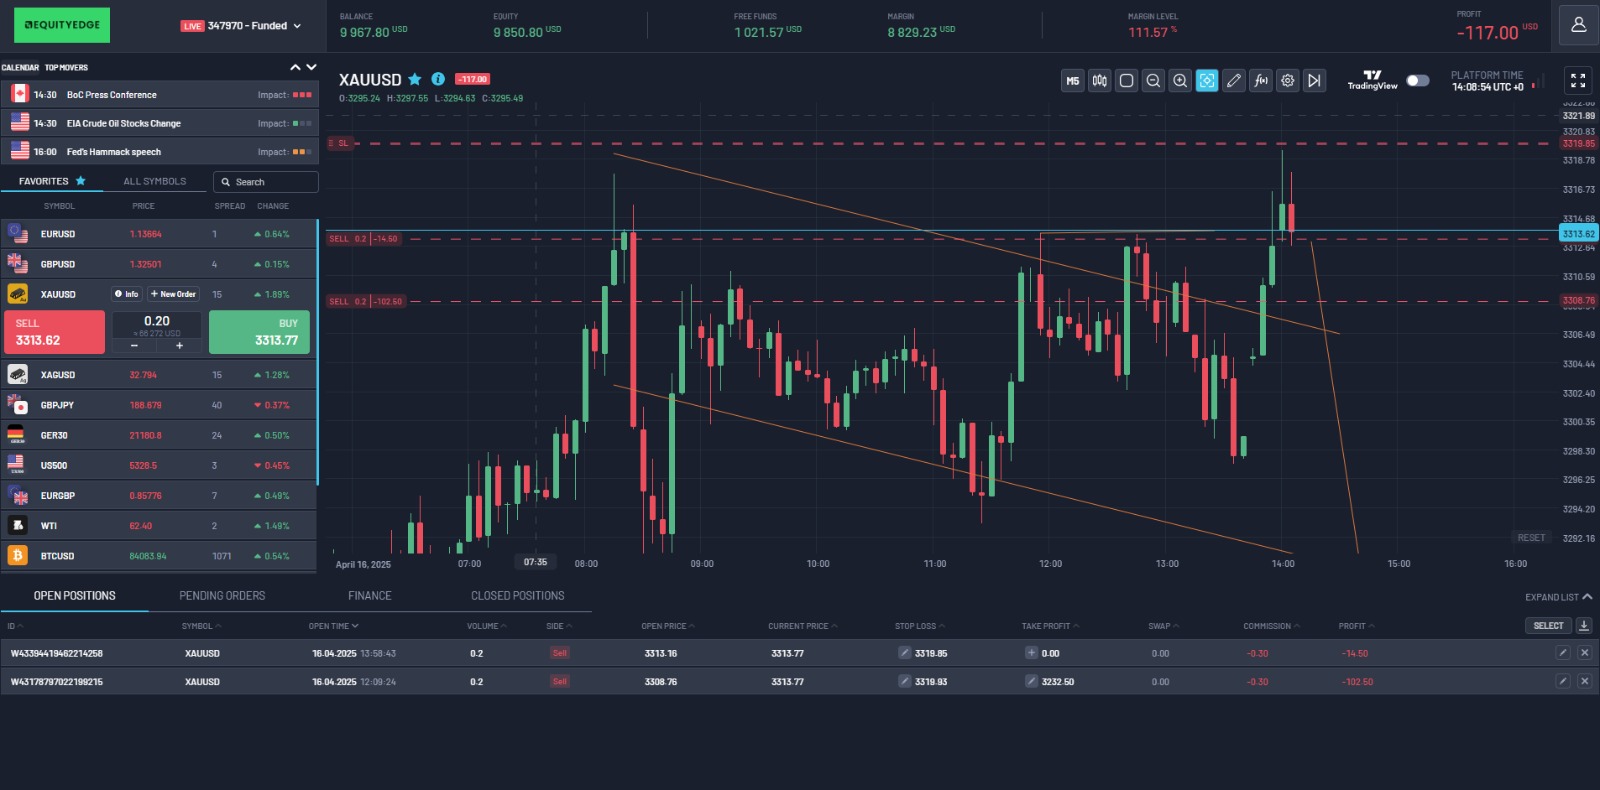 EQUITYEDGE
LIVE 347970 - Funded
BALANCE
9 967.80 USD
EQUITY
9 850.80 USD
FREE FUNDS
1 021.57 USD
MARGIN
8 829.23 USD
MARGIN LEVEL
111.57 %
PROFIT
-117.00 USD
CALENDAR TOP MOVERS
14:30 BoC Press Conference Impact:
14:30 EIA Crude Oil Stocks Change Impact:
16:00 Fed's Hammack speech Impact:
FAVORITES ALL SYMBOLS Search
SYMBOL PRICE SPREAD CHANGE
EURUSD 1.13664 1 0.64%
GBPUSD 1.32501 4 0.15%
XAUUSD Info + New Order 15 1.89%
SELL
3313.62
0.20
≈ 66 272 USD
− +
BUY
3313.77
XAGUSD 32.794 15 1.28%
GBPJPY 188.679 40 0.37%
GER30 21180.8 24 0.50%
US500 5328.5 3 0.45%
EURGBP 0.85776 7 0.49%
WTI 62.40 2 1.49%
BTCUSD 84083.94 1071 0.54%
XAUUSD -117.00
O:3295.24 H:3297.55 L:3294.63 C:3295.49
M5
TradingView
PLATFORM TIME
14:08:54 UTC +0
SL
SELL 0.2 -14.50
SELL 0.2 -102.50
3321.89
3320.83
3319.85
3318.78
3316.73
3314.68
3313.62
3312.64
3310.59
3308.76
3306.49
3304.44
3302.40
3300.35
3298.30
3296.25
3294.20
3292.16
RESET
April 16, 2025 07:00 07:35 08:00 09:00 10:00 11:00 12:00 13:00 14:00 15:00 16:00
OPEN POSITIONS PENDING ORDERS FINANCE CLOSED POSITIONS EXPAND LIST
ID SYMBOL OPEN TIME VOLUME SIDE OPEN PRICE CURRENT PRICE STOP LOSS TAKE PROFIT SWAP COMMISSION PROFIT SELECT
W43394419462214258 XAUUSD 16.04.2025 13:58:43 0.2 Sell 3313.16 3313.77 3319.85 0.00 0.00 -0.30 -14.50
W43178797022199215 XAUUSD 16.04.2025 12:09:24 0.2 Sell 3308.76 3313.77 3319.93 3232.50 0.00 -0.30 -102.50